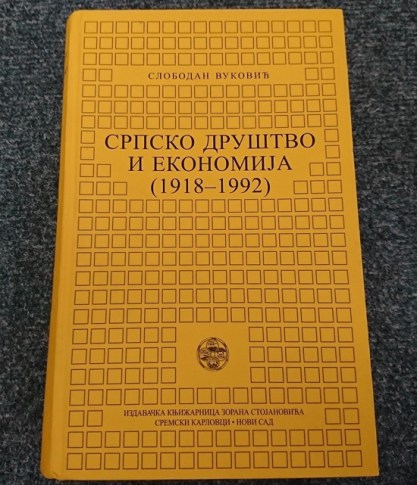 СЛОБОДАН ВУКОВИЋ
СРПСКО ДРУШТВО
И ЕКОНОМИЈА
(1918–1992)
ИЗДАВАЧКА КЊИЖАРНИЦА ЗОРАНА СТОЈАНОВИЋА
СРЕМСКИ КАРЛОВЦИ • НОВИ САД